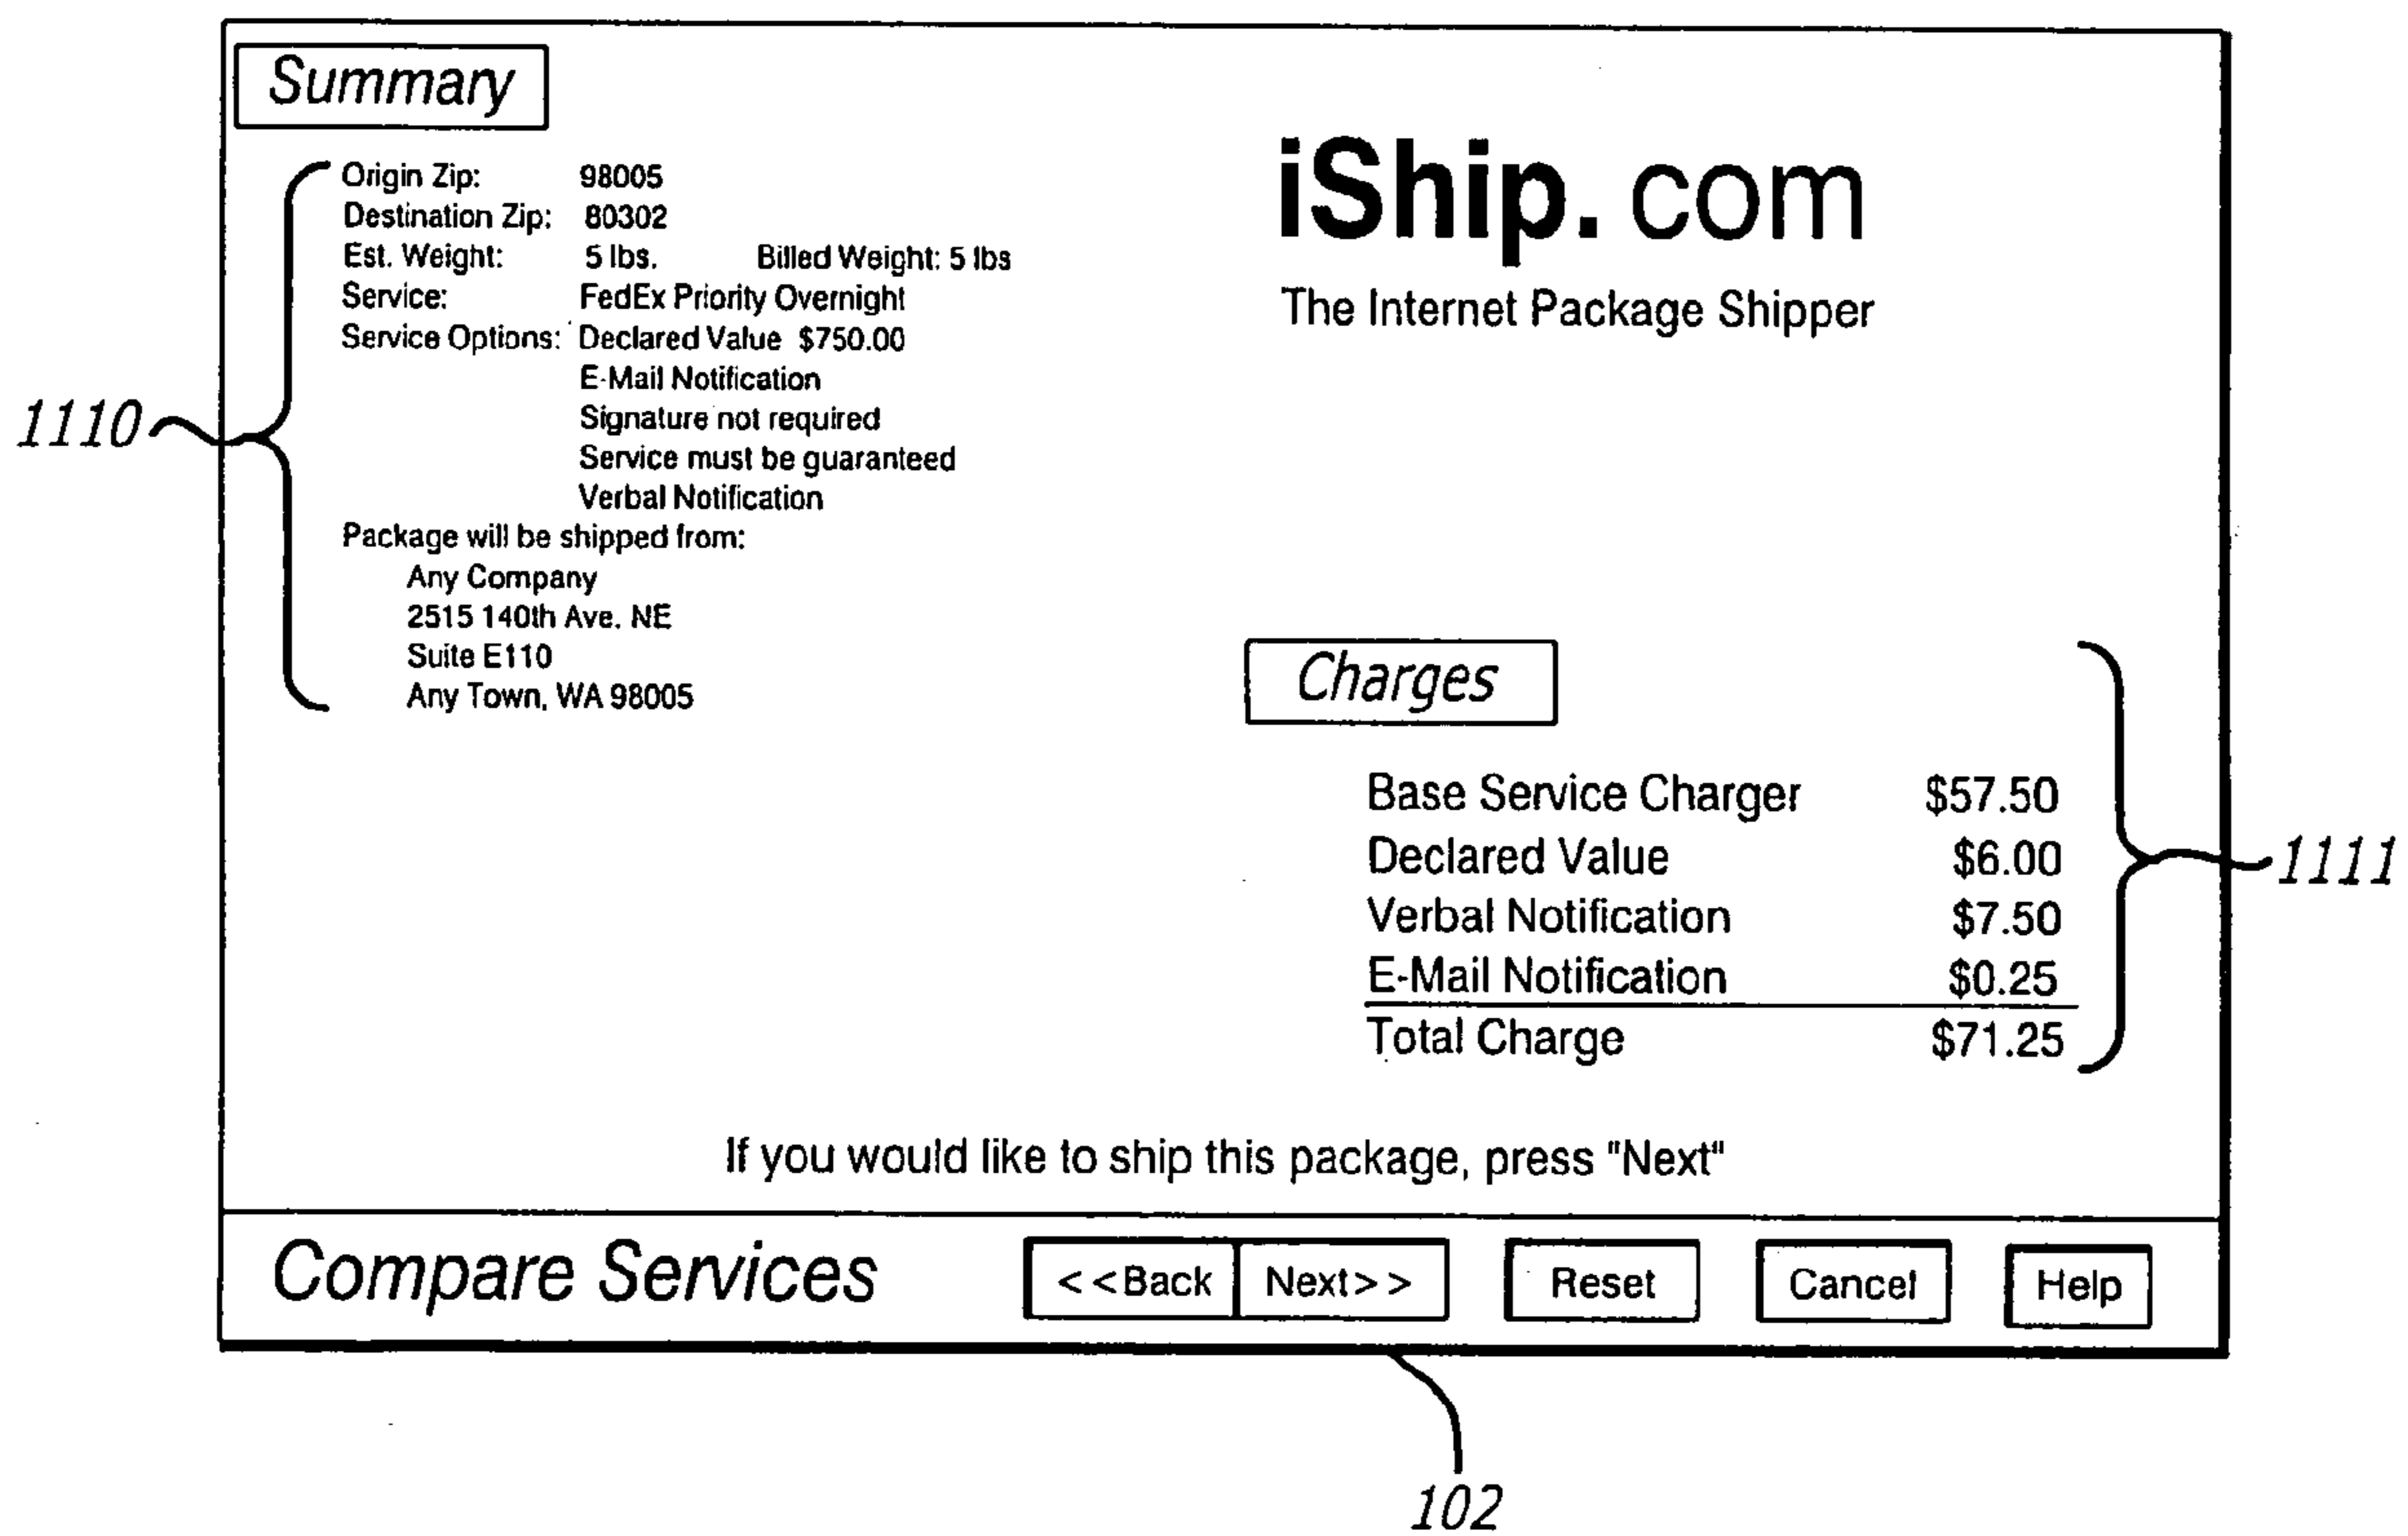 Summary
Origin Zip: 98005
Destination Zip: 80302
Est. Weight: 5 lbs. Billed Weight: 5 lbs
Service: FedEx Priority Overnight
Service Options: Declared Value $750.00
E-Mail Notification
Signature not required
Service must be guaranteed
Verbal Notification
Package will be shipped from:
Any Company
2515 140th Ave. NE
Suite E110
Any Town, WA 98005
1110
iShip. com
The Internet Package Shipper
Charges
Base Service Charger $57.50
Declared Value $6.00
Verbal Notification $7.50
E-Mail Notification $0.25
Total Charge $71.25
1111
If you would like to ship this package, press "Next"
Compare Services <<Back Next>> Reset Cancel Help
102